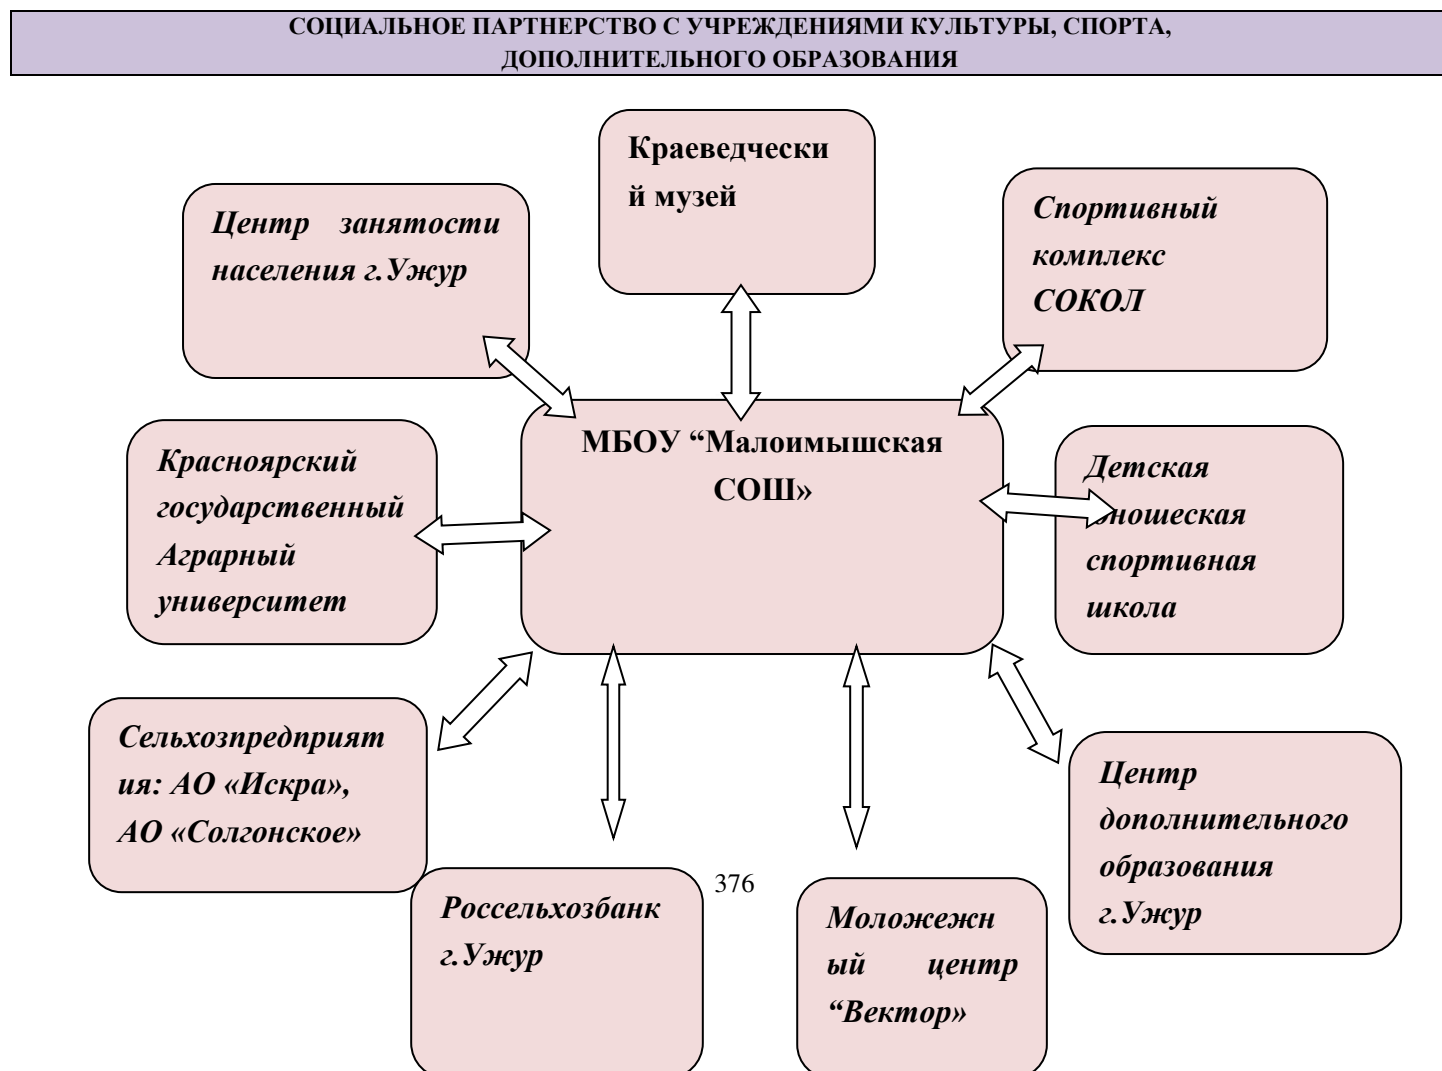 СОЦИАЛЬНОЕ ПАРТНЕРСТВО С УЧРЕЖДЕНИЯМИ КУЛЬТУРЫ, СПОРТА,
ДОПОЛНИТЕЛЬНОГО ОБРАЗОВАНИЯ
Краеведчески
й музей
Центр занятости
населения г.Ужур
Спортивный
комплекс
СОКОЛ
МБОУ “Малоимышская
СОШ»
Красноярский
государственный
Аграрный
университет
Детская
юношеская
спортивная
школа
Сельхозпредприят
ия: АО «Искра»,
АО «Солгонское»
Центр
дополнительного
образования
г.Ужур
376
Россельхозбанк
г.Ужур
Моложежн
ый центр
“Вектор»